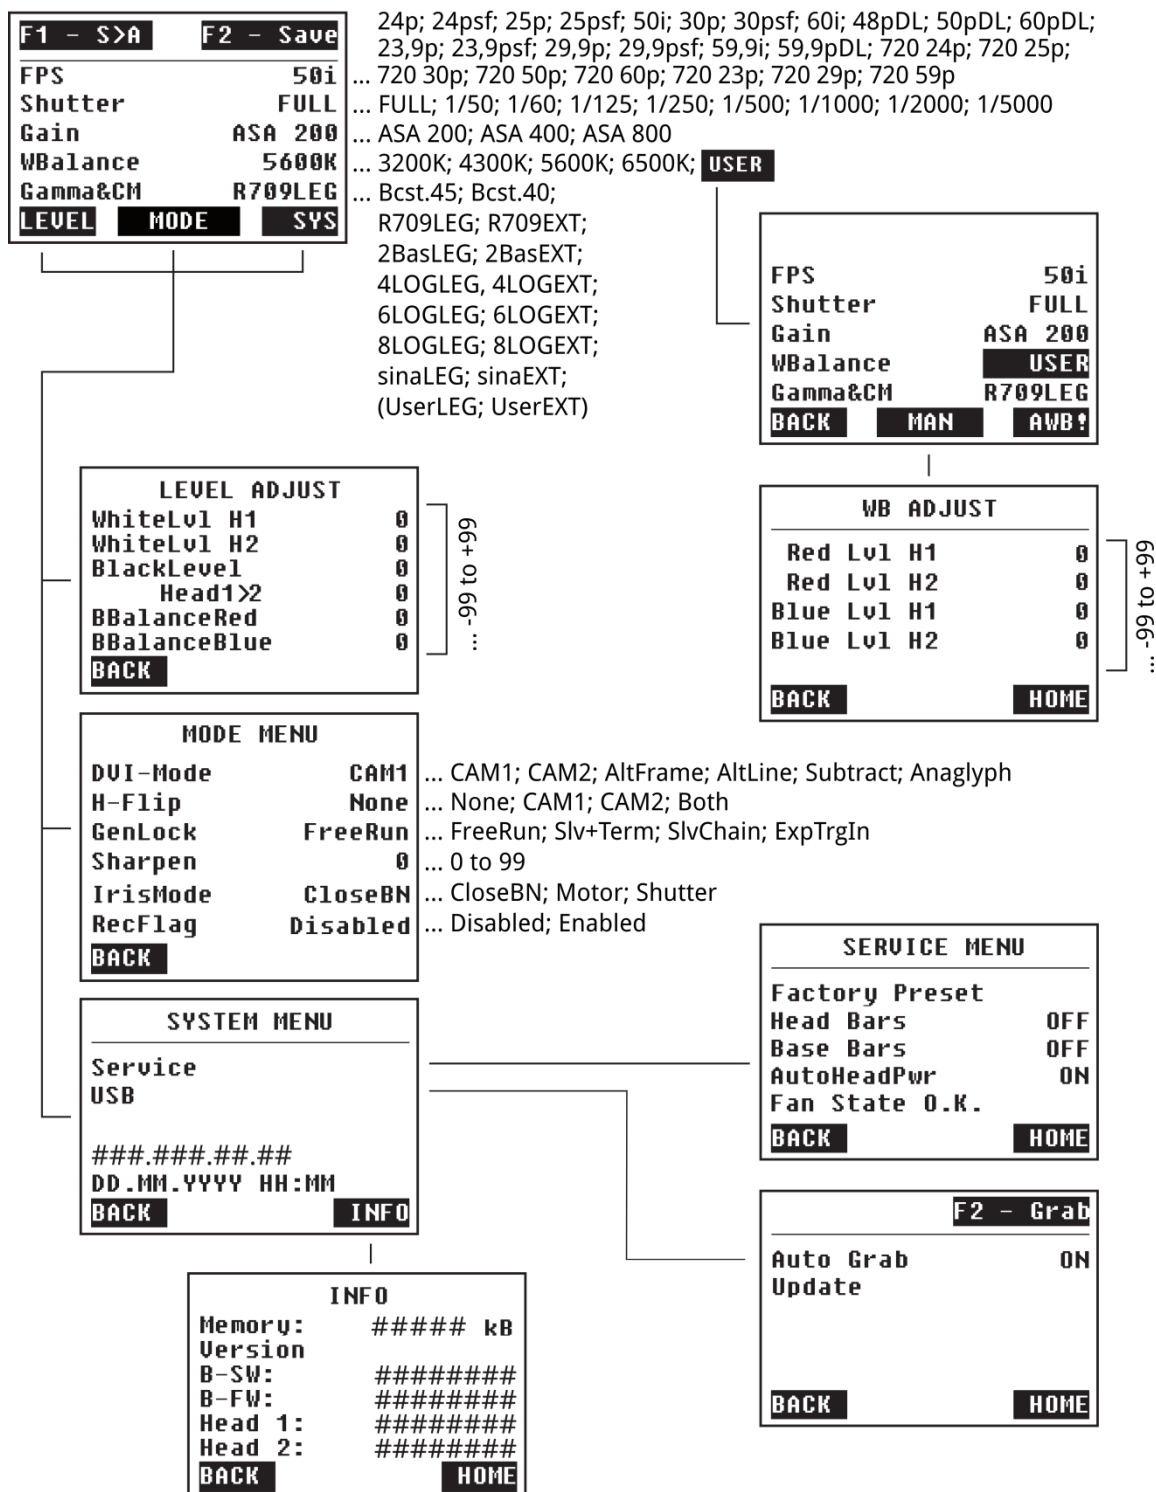 F1 - S>A F2 - Save
24p; 24psf; 25p; 25psf; 50i; 30p; 30psf; 60i; 48pDL; 50pDL; 60pDL;
23,9p; 23,9psf; 29,9p; 29,9psf; 59,9i; 59,9pDL; 720 24p; 720 25p;
FPS 50i ... 720 30p; 720 50p; 720 60p; 720 23p; 720 29p; 720 59p
Shutter FULL ... FULL; 1/50; 1/60; 1/125; 1/250; 1/500; 1/1000; 1/2000; 1/5000
Gain ASA 200 ... ASA 200; ASA 400; ASA 800
WBalance 5600K ... 3200K; 4300K; 5600K; 6500K; USER
Gamma&CM R709LEG ... Bcst.45; Bcst.40;
LEVEL MODE SYS
R709LEG; R709EXT;
2BasLEG; 2BasEXT;
4LOGLEG, 4LOGEXT;
6LOGLEG; 6LOGEXT;
8LOGLEG; 8LOGEXT;
sinaLEG; sinaEXT;
(UserLEG; UserEXT)
FPS 50i
Shutter FULL
Gain ASA 200
WBalance USER
Gamma&CM R709LEG
BACK MAN AWB!
LEVEL ADJUST
WhiteLvl H1 0
WhiteLvl H2 0
BlackLevel 0
Head1>2 0
BBalanceRed 0
BBalanceBlue 0
BACK
... -99 to +99
WB ADJUST
Red Lvl H1 0
Red Lvl H2 0
Blue Lvl H1 0
Blue Lvl H2 0
BACK HOME
... -99 to +99
MODE MENU
DVI-Mode CAM1 ... CAM1; CAM2; AltFrame; AltLine; Subtract; Anaglyph
H-Flip None ... None; CAM1; CAM2; Both
GenLock FreeRun ... FreeRun; Slv+Term; SlvChain; ExpTrgIn
Sharpen 0 ... 0 to 99
IrisMode CloseBN ... CloseBN; Motor; Shutter
RecFlag Disabled ... Disabled; Enabled
BACK
SYSTEM MENU
Service
USB
###.###.##.##
DD.MM.YYYY HH:MM
BACK INFO
SERVICE MENU
Factory Preset
Head Bars OFF
Base Bars OFF
AutoHeadPwr ON
Fan State O.K.
BACK HOME
F2 - Grab
Auto Grab ON
Update
BACK HOME
INFO
Memory: ##### kB
Version
B-SW: ########
B-FW: ########
Head 1: ########
Head 2: ########
BACK HOME